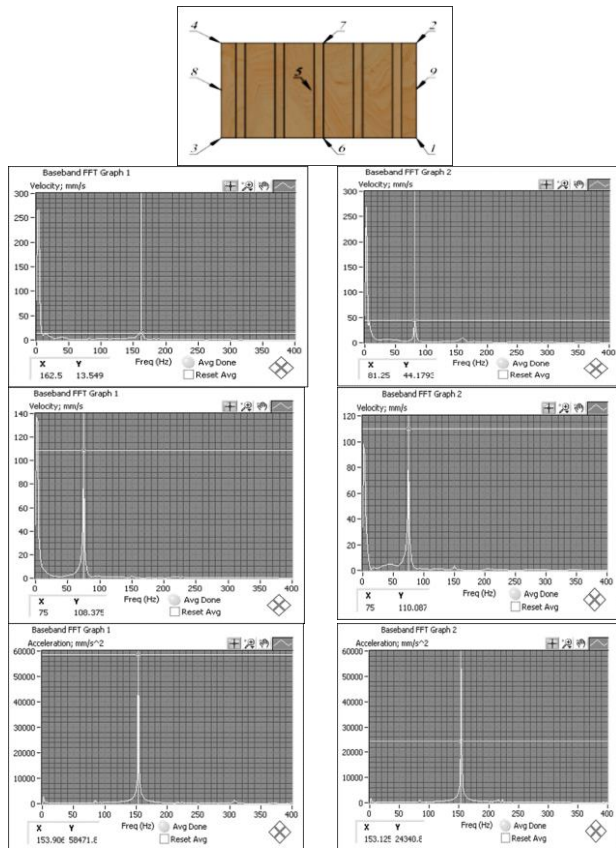 4 7 2
8 5 9
3 6 1
Baseband FFT Graph 1
Velocity; mm/s
300
250
200
150
100
50
0
0 50 100 150 200 250 300 350 400
Freq (Hz)
X Y
162.5 13.549
Avg Done
Reset Avg
Baseband FFT Graph 2
Velocity; mm/s
300
250
200
150
100
50
0
0 50 100 150 200 250 300 350 400
Freq (Hz)
X Y
81.25 44.1793
Avg Done
Reset Avg
Baseband FFT Graph 1
Velocity; mm/s
140
120
100
80
60
40
20
0
0 50 100 150 200 250 300 350 400
Freq (Hz)
X Y
75 108.375
Avg Done
Reset Avg
Baseband FFT Graph 2
Velocity; mm/s
120
100
80
60
40
20
0
0 50 100 150 200 250 300 350 400
Freq (Hz)
X Y
75 110.087
Avg Done
Reset Avg
Baseband FFT Graph 1
Acceleration; mm/s^2
60000
50000
40000
30000
20000
10000
0
0 50 100 150 200 250 300 350 400
Freq (Hz)
X Y
153.906 58471.8
Avg Done
Reset Avg
Baseband FFT Graph 2
Acceleration; mm/s^2
60000
50000
40000
30000
20000
10000
0
0 50 100 150 200 250 300 350 400
Freq (Hz)
X Y
153.125 24340.8
Avg Done
Reset Avg